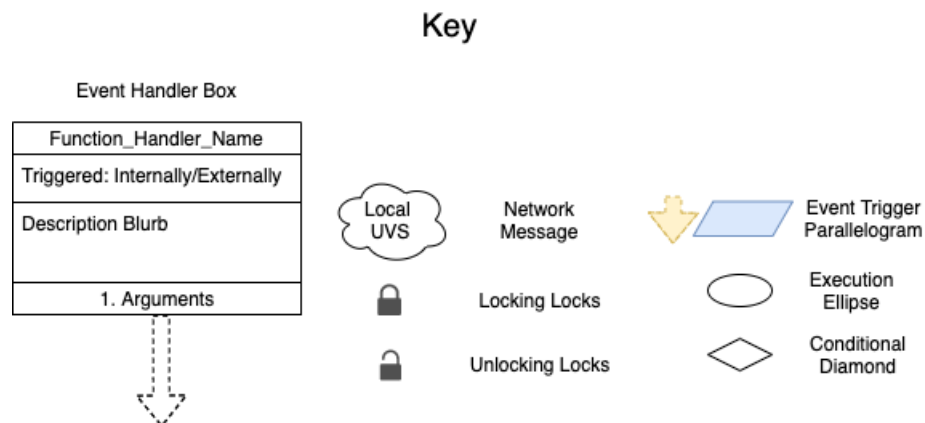 Key
Event Handler Box
Function_Handler_Name
Triggered: Internally/Externally
Description Blurb
1. Arguments
Local
UVS
Network
Message
Locking Locks
Unlocking Locks
Event Trigger
Parallelogram
Execution
Ellipse
Conditional
Diamond